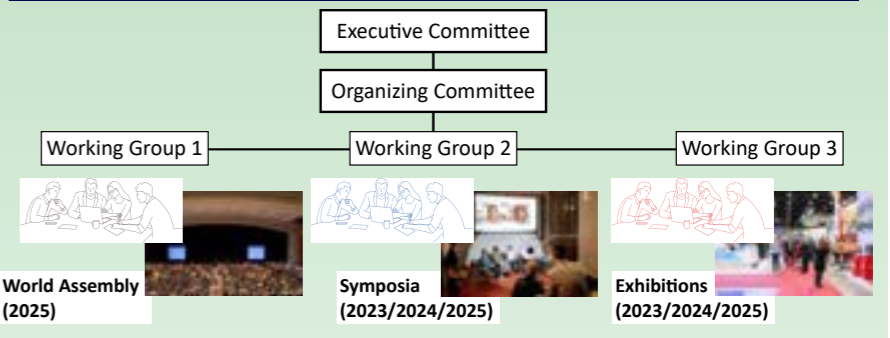 Executive Committee
Organizing Committee
Working Group 1
Working Group 2
Working Group 3
World Assembly
(2025)
Symposia
(2023/2024/2025)
Exhibitions
(2023/2024/2025)